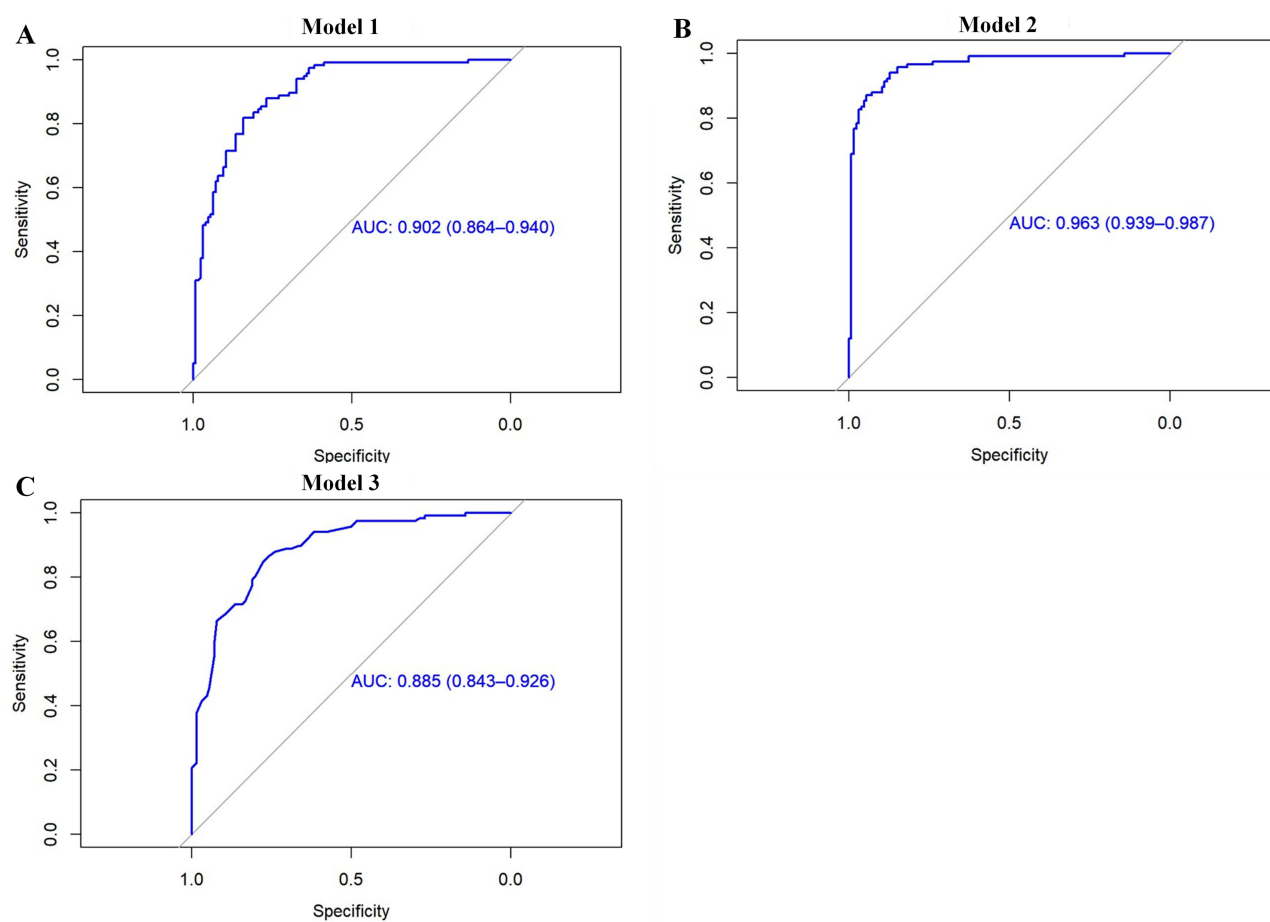 A
Model 1
1.0
0.8
0.6
0.4
0.2
0.0
Sensitivity
AUC: 0.902 (0.864–0.940)
1.0
0.5
0.0
Specificity
B
Model 2
1.0
0.8
0.6
0.4
0.2
0.0
Sensitivity
AUC: 0.963 (0.939–0.987)
1.0
0.5
0.0
Specificity
C
Model 3
1.0
0.8
0.6
0.4
0.2
0.0
Sensitivity
AUC: 0.885 (0.843–0.926)
1.0
0.5
0.0
Specificity